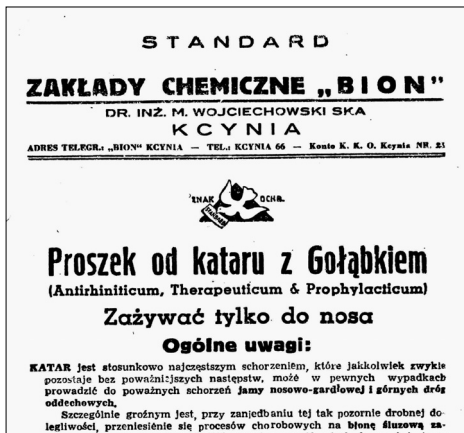 STANDARD
ZAKŁADY CHEMICZNE „BION"
DR. INŻ. M. WOJCIECHOWSKI SKA
KCYNIA
ADRES TELEGR.: „BION" KCYNIA — TEL.: KCYNIA 66 — Konto K. K. O. Kcynia NR. 25
ZNAK OCHR.
STANDARD
Proszek od kataru z Gołąbkiem
(Antirhiniticum, Therapeuticum & Prophylacticum)
Zażywać tylko do nosa
Ogólne uwagi:
KATAR jest stosunkowo najczęstszym schorzeniem, które jakkolwiek zwykle
pozostaje bez poważniejszych następstw, może w pewnych wypadkach
prowadzić do poważnych schorzeń jamy nosowo-gardłowej i górnych dróg
oddechowych.
Szczególnie groźnym jest, przy zaniedbaniu tej tak pozornie drobnej do-
legliwości, przeniesienie się procesów chorobowych na błonę śluzową za-